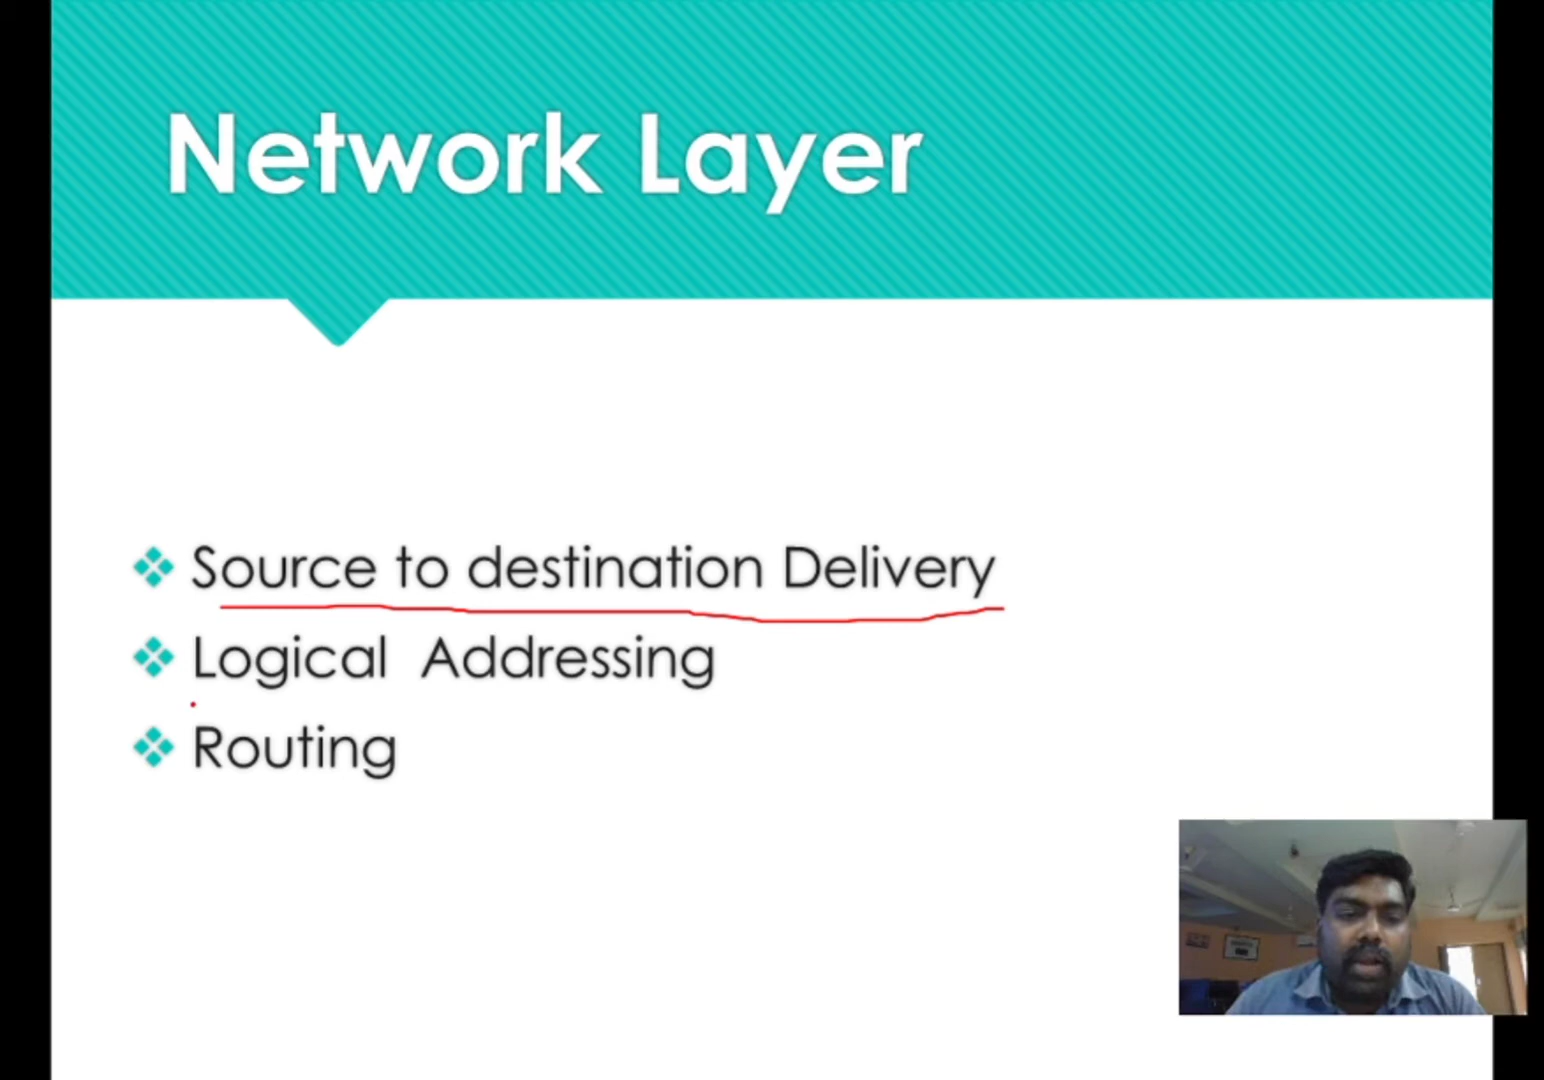 Network Layer
Source to destination Delivery
Logical Addressing
Routing